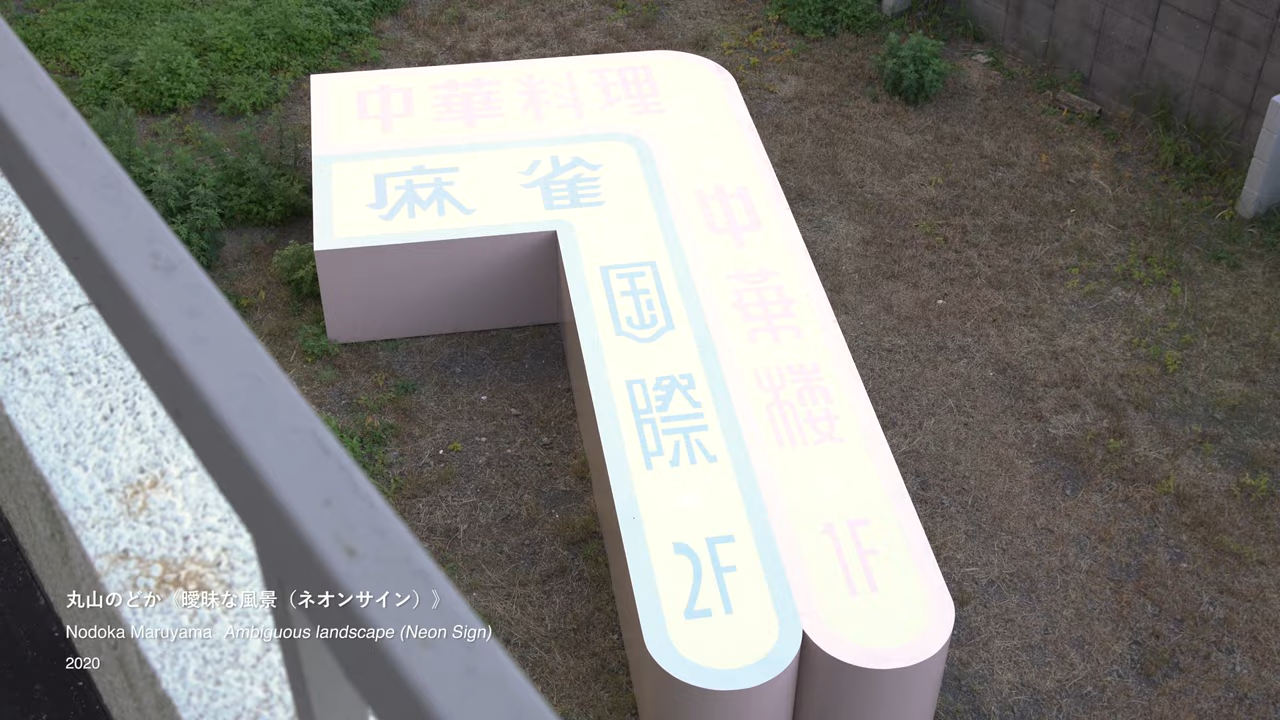 中華料理
麻雀
国際
2F
中華楼
1F
丸山のどか《曖昧な風景（ネオンサイン）》
Nodoka Maruyama Ambiguous landscape (Neon Sign)
2020